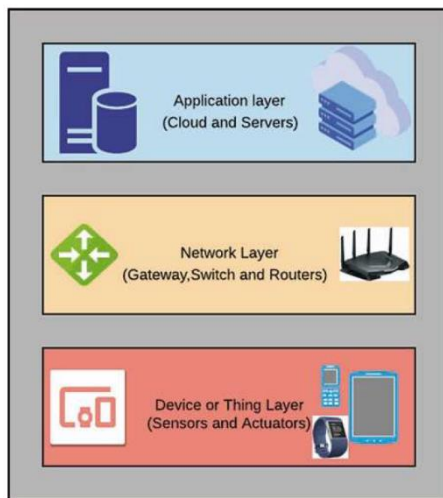 Application layer
(Cloud and Servers)
Network Layer
(Gateway,Switch and Routers)
Device or Thing Layer
(Sensors and Actuators)